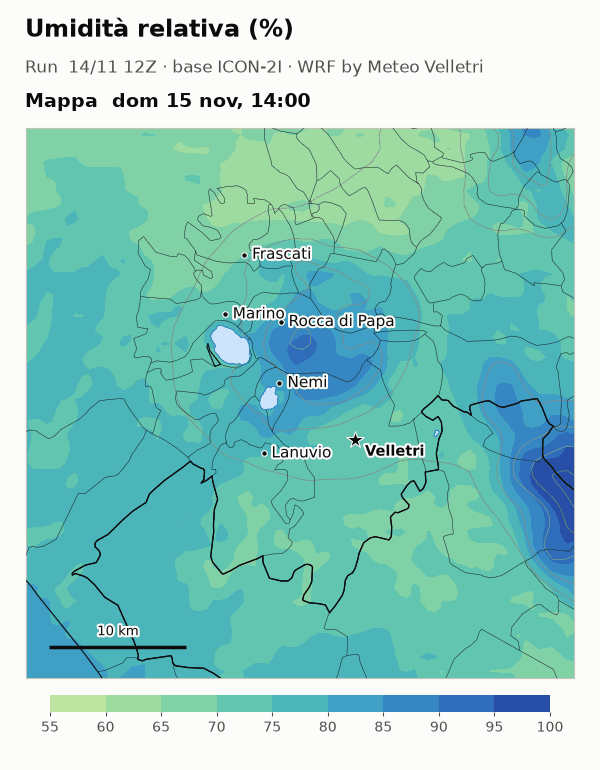 Umidità relativa (%)
Run  14/11 12Z · base ICON-2I · WRF by Meteo Velletri
Mappa  dom 15 nov, 14:00
Frascati
Marino
Rocca di Papa
Nemi
Velletri
Lanuvio
10 km
55 60 65 70 75 80 85 90 95 100